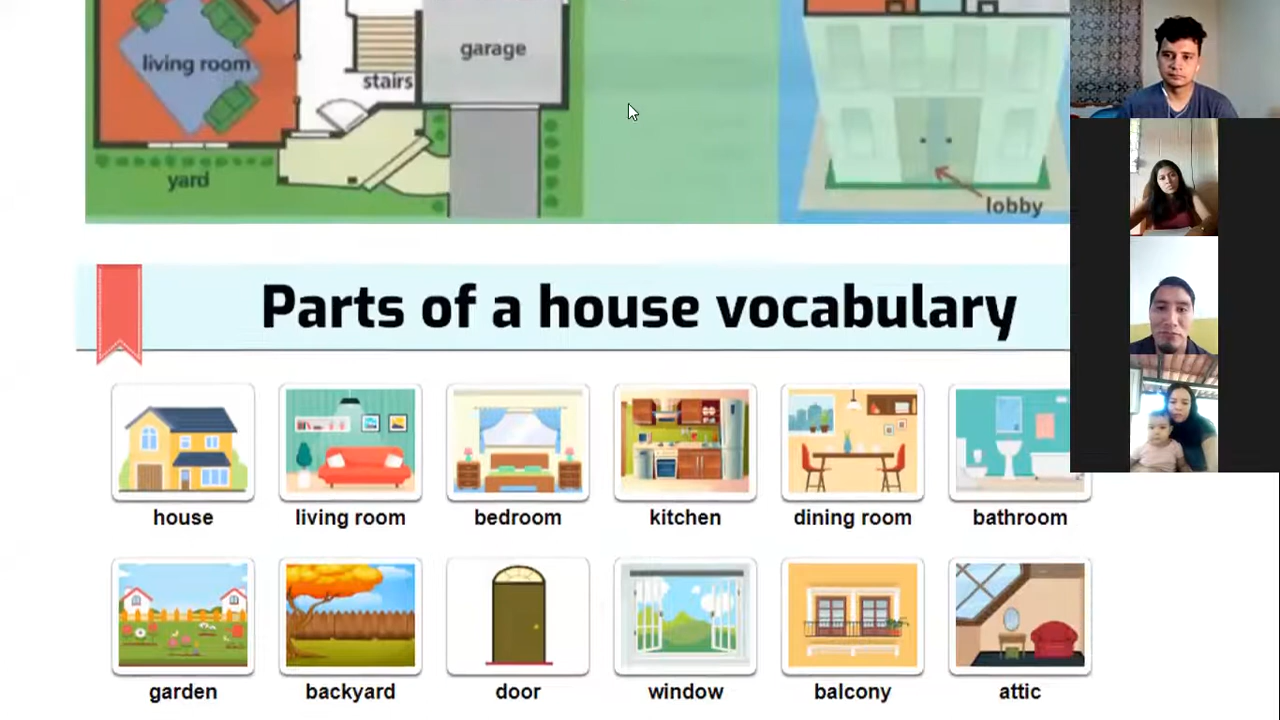 living room
stairs
garage
yard
lobby
Parts of a house vocabulary
house living room bedroom kitchen dining room bathroom
garden backyard door window balcony attic